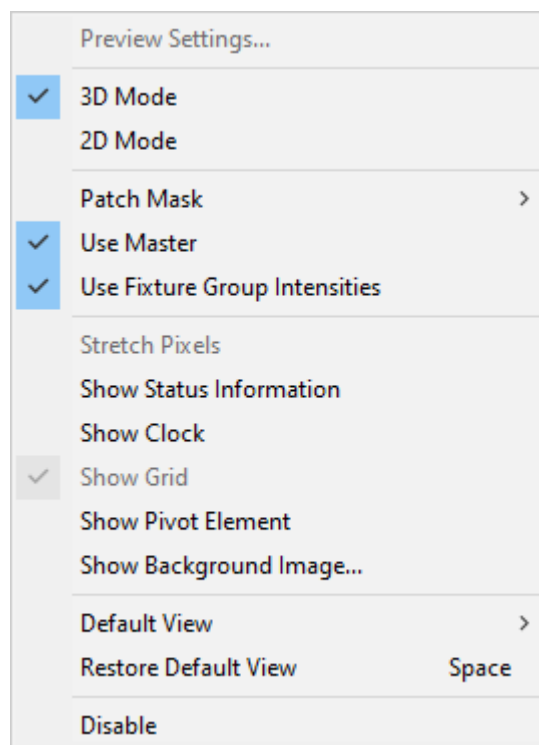 Preview Settings...
3D Mode
2D Mode
Patch Mask
Use Master
Use Fixture Group Intensities
Stretch Pixels
Show Status Information
Show Clock
Show Grid
Show Pivot Element
Show Background Image...
Default View
Restore Default View Space
Disable